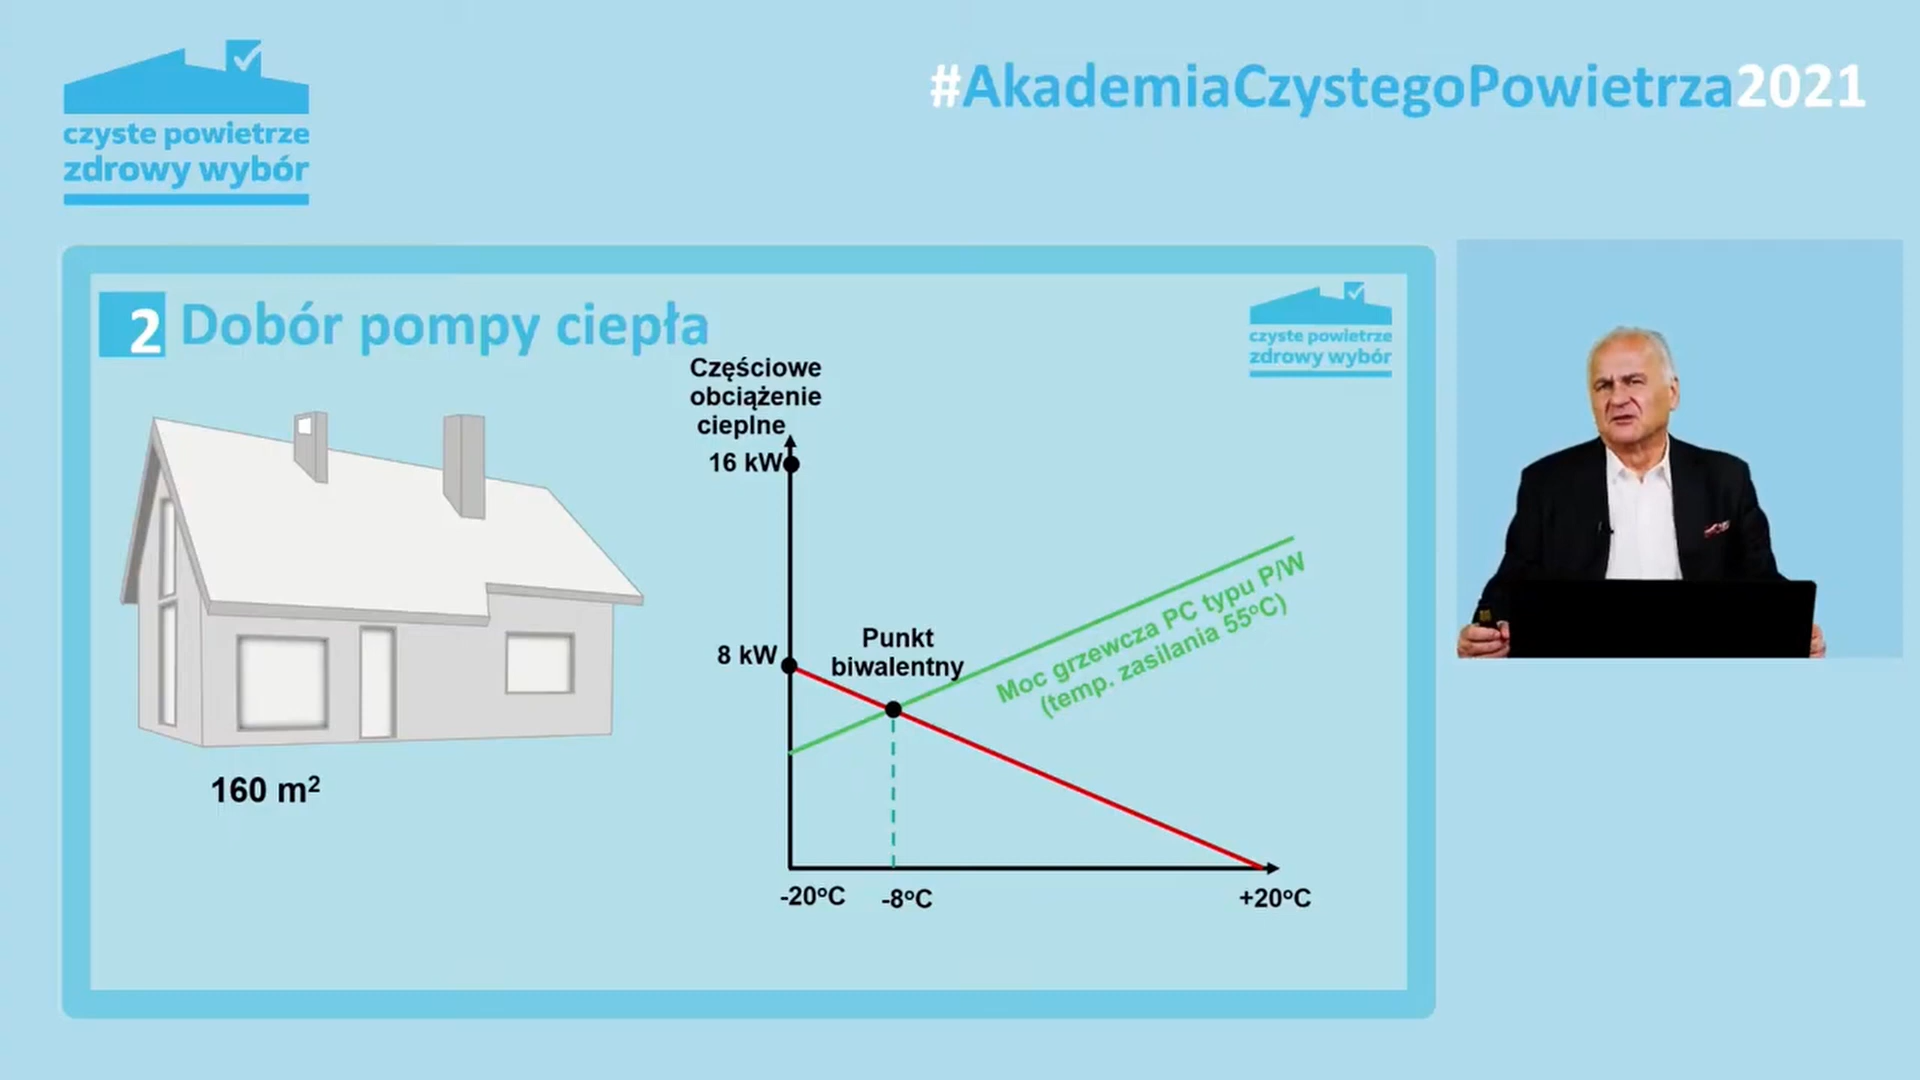 czyste powietrze
zdrowy wybór
#AkademiaCzystegoPowietrza2021
2 Dobór pompy ciepła
czyste powietrze
zdrowy wybór
Częściowe
obciążenie
cieplne
16 kW
8 kW
Punkt
biwalentny
Moc grzewcza PC typu P/W
(temp. zasilania 55°C)
160 m²
-20°C
-8°C
+20°C